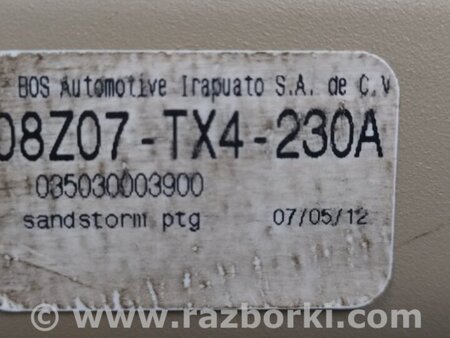 BOS Automotive Irapuato S.A. de C.V
08Z07-TX4-230A
035030003900
sandstorm ptg 07/05/12
© www.razborki.com